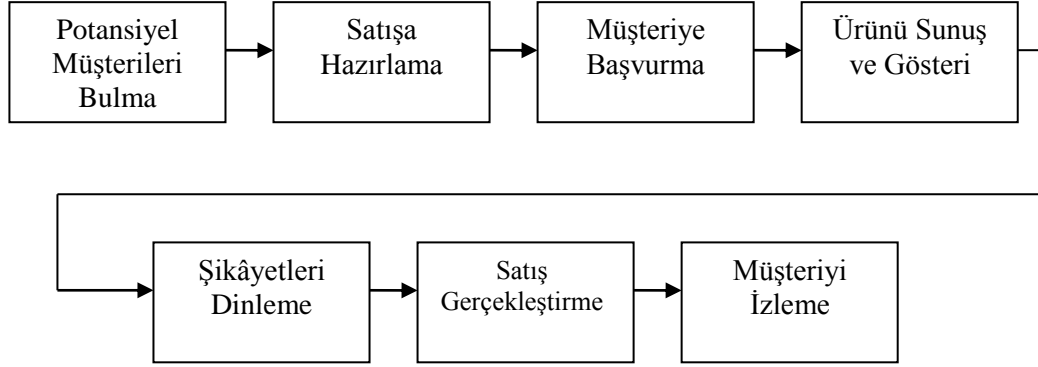 Potansiyel
Müşterileri
Bulma
Satışa
Hazırlama
Müşteriye
Başvurma
Ürünü Sunuş
ve Gösteri
Şikâyetleri
Dinleme
Satış
Gerçekleştirme
Müşteriyi
İzleme